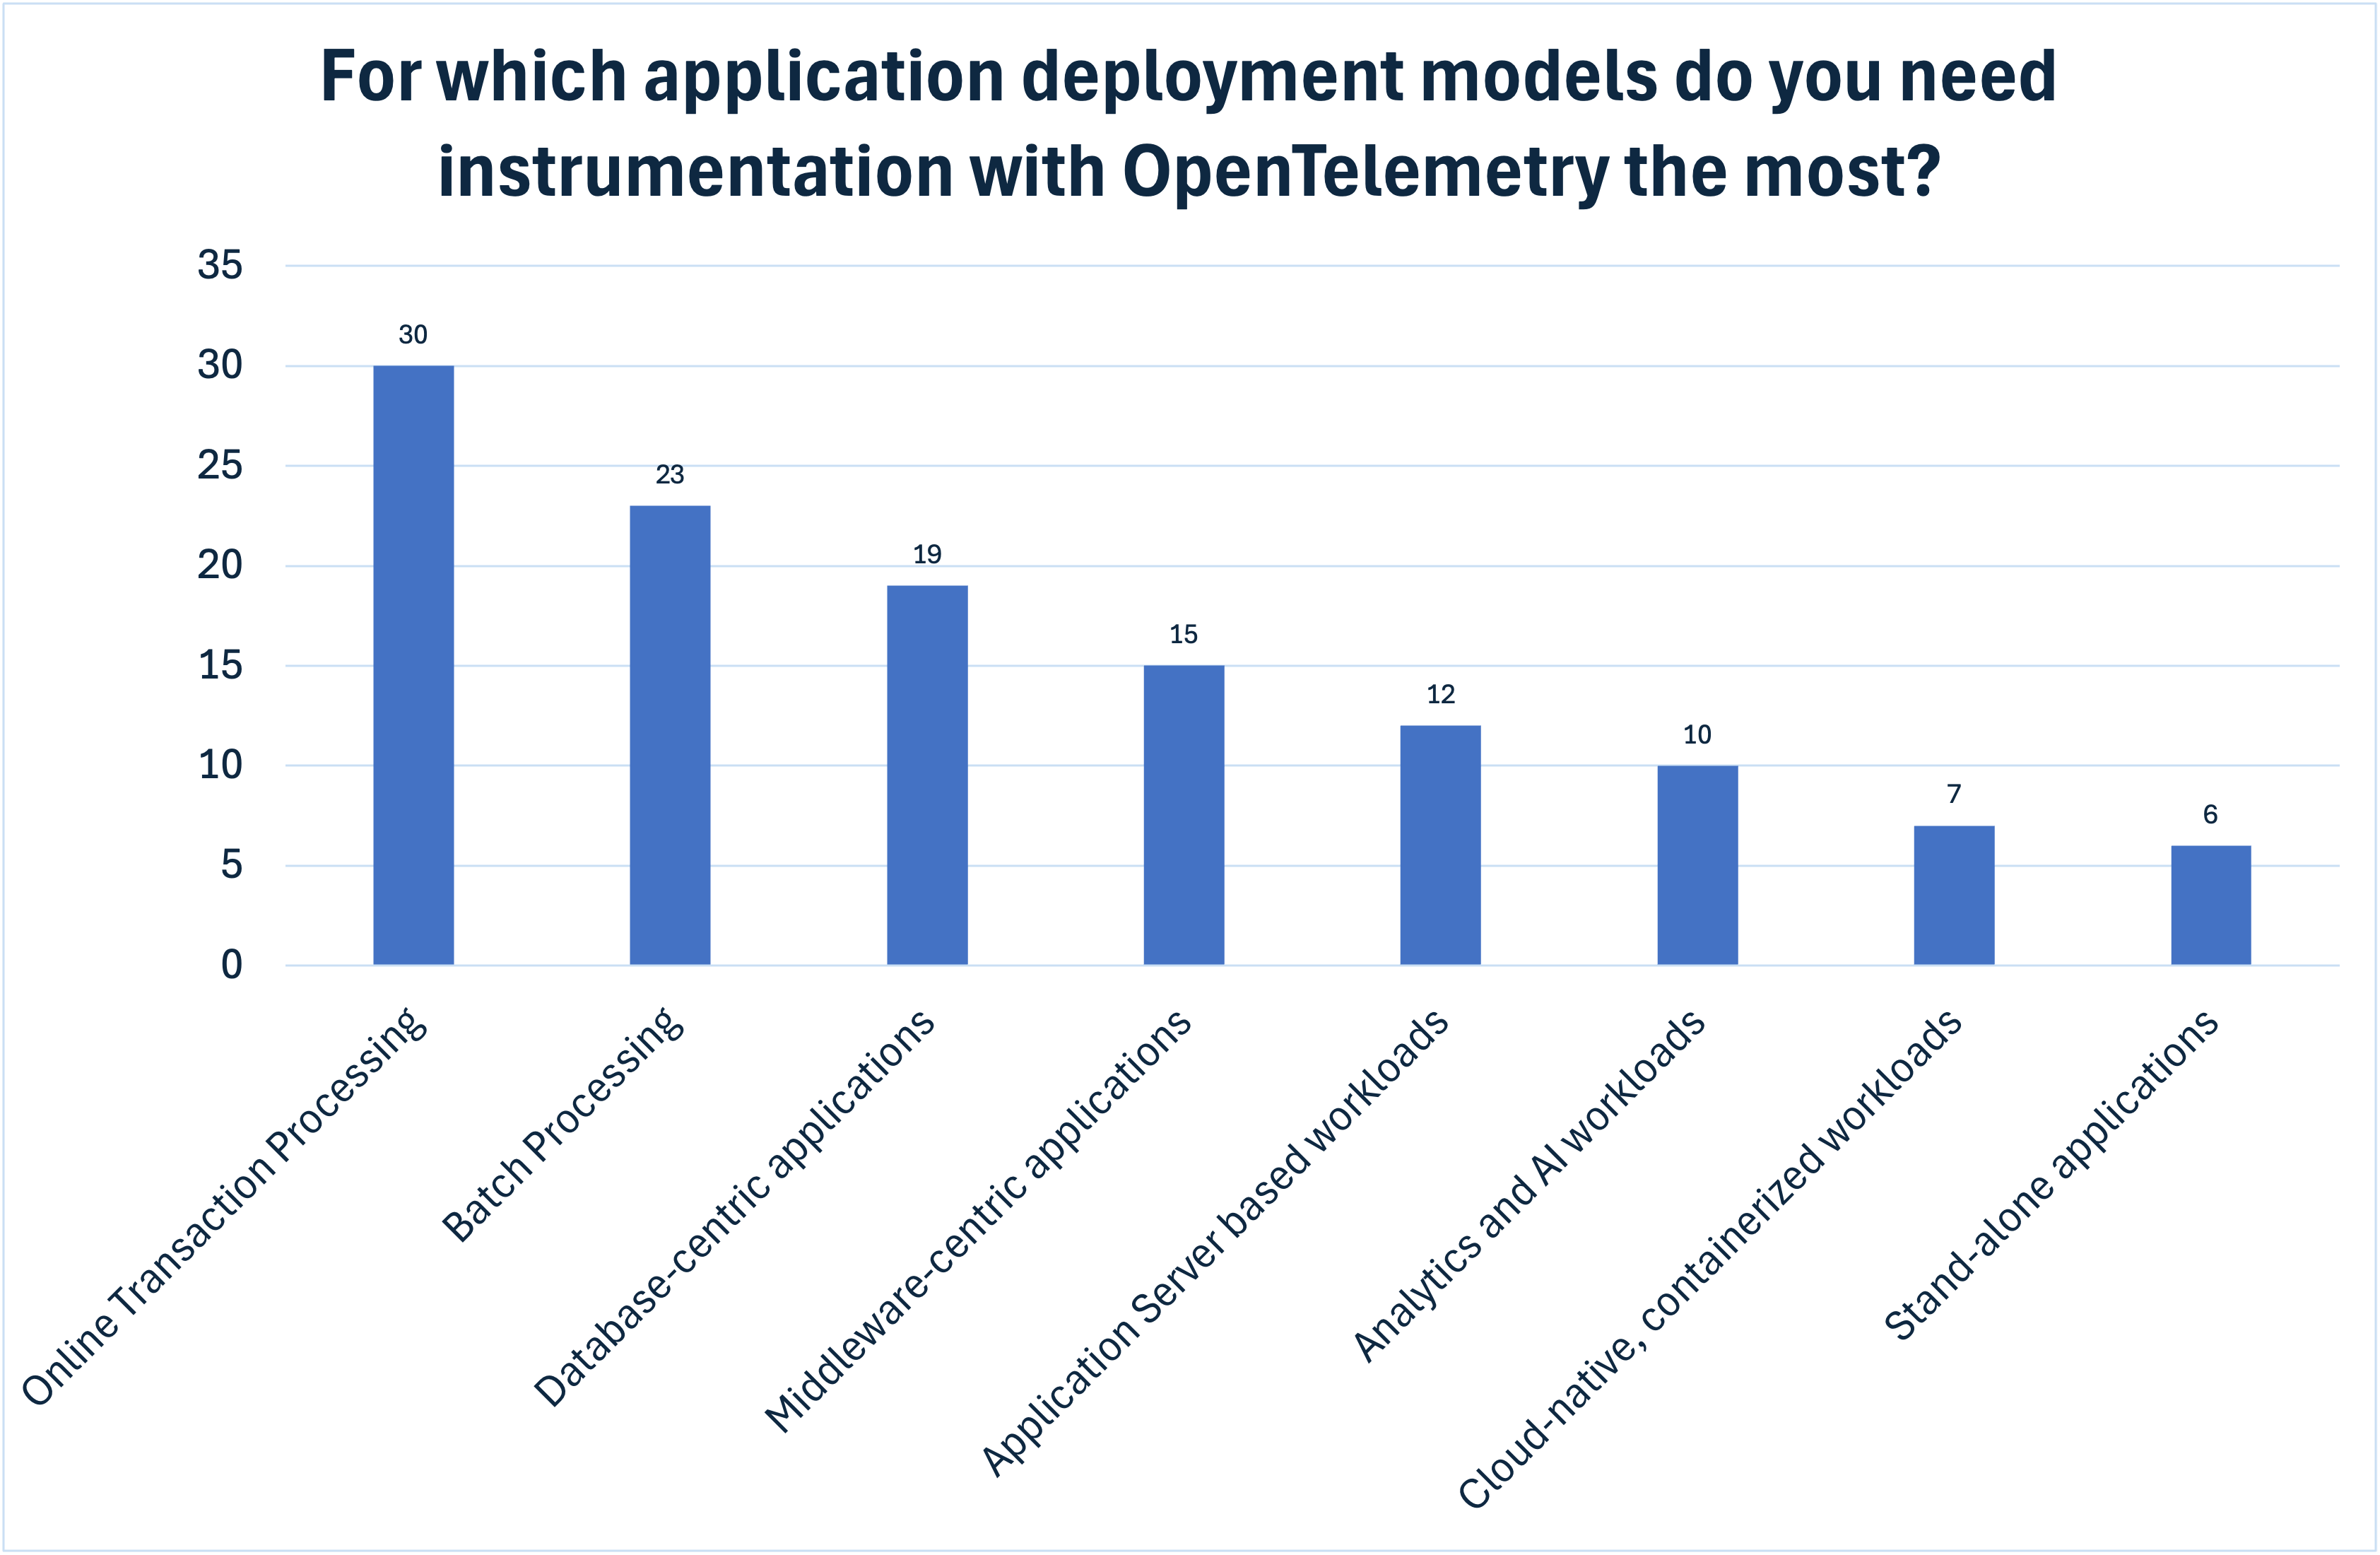 For which application deployment models do you need
instrumentation with OpenTelemetry the most?
35
30
25
20
15
10
5
0
30
23
19
15
12
10
7
6
Online Transaction Processing
Batch Processing
Database-centric applications
Middleware-centric applications
Application Server based workloads
Analytics and AI workloads
Cloud-native, containerized workloads
Stand-alone applications